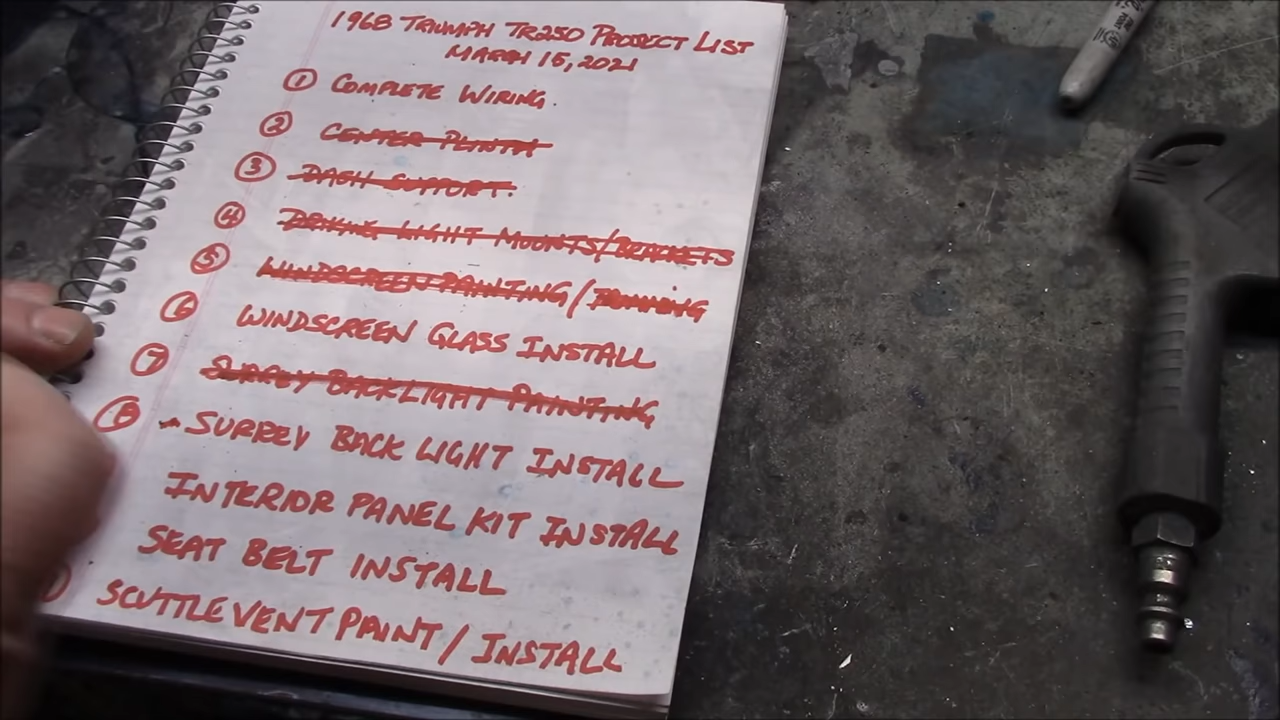 1968 TRIUMPH TR250 PROJECT LIST
MARCH 15, 2021
① COMPLETE WIRING.
② CENTER PLINTH
③ DASH SUPPORT.
④ DRIVING LIGHT MOUNTS/BRACKETS
⑤ WINDSCREEN PAINTING / TRIMMING
⑥ WINDSCREEN GLASS INSTALL
⑦ SURREY BACKLIGHT PAINTING
⑧ SURREY BACK LIGHT INSTALL
INTERIOR PANEL KIT INSTALL
SEAT BELT INSTALL
SCUTTLE VENT PAINT / INSTALL